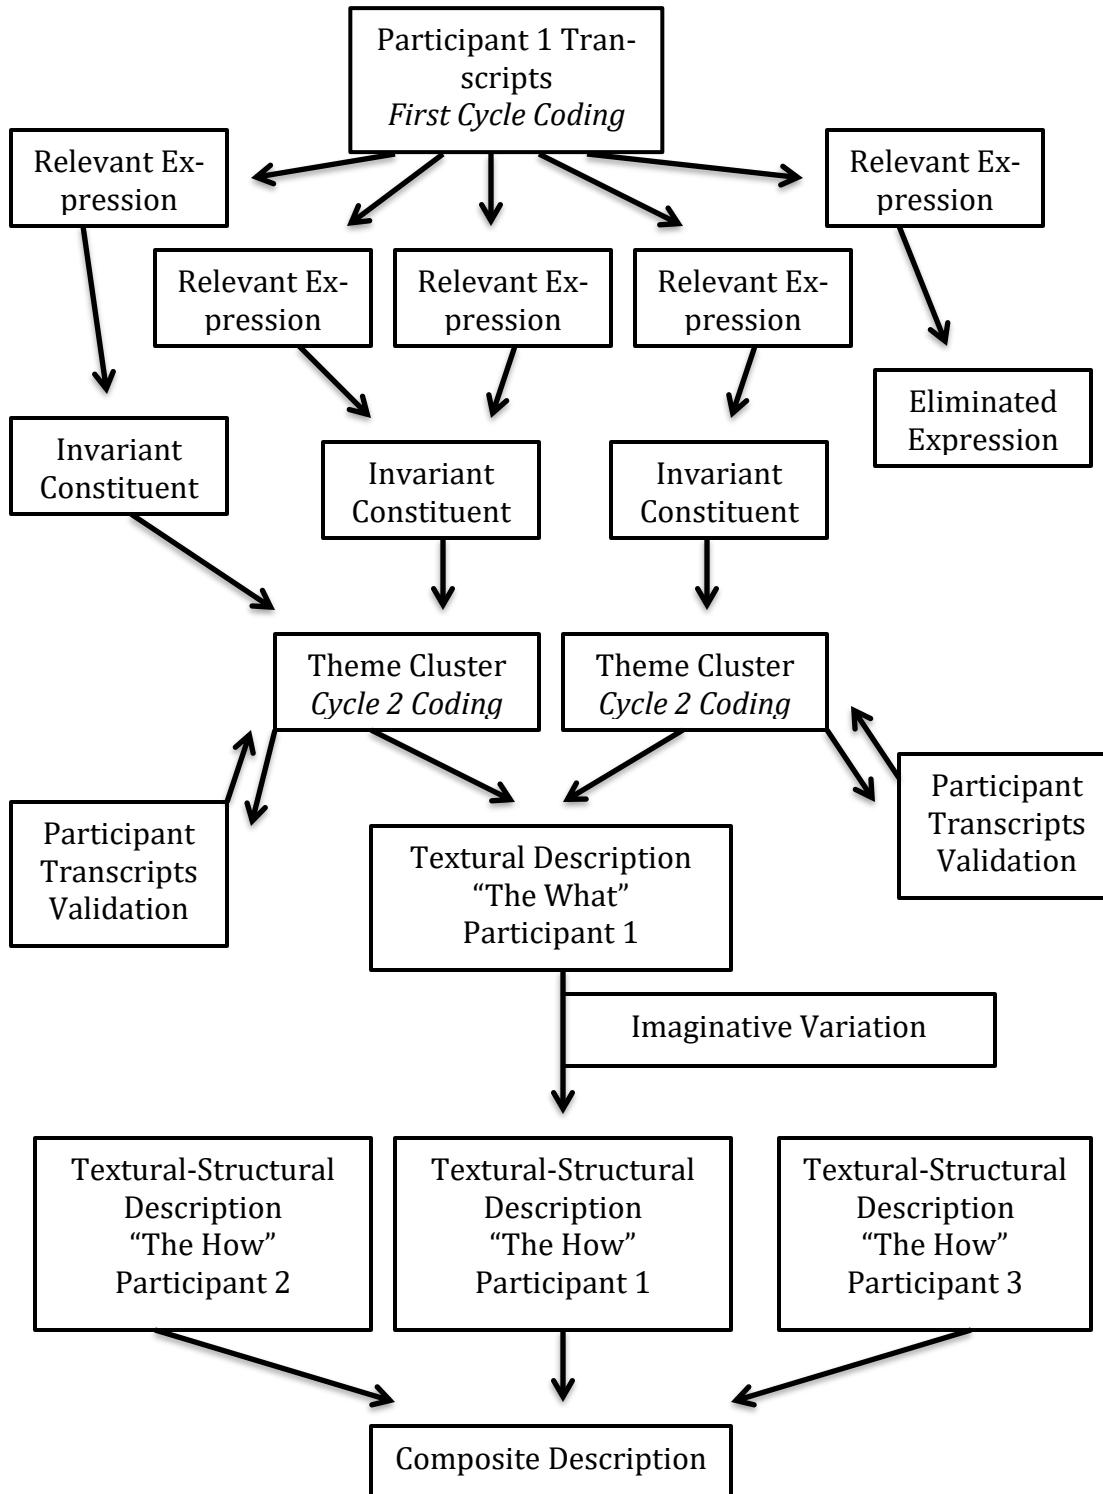 Participant 1 Tran-
scripts
First Cycle Coding
Relevant Ex-
pression
Relevant Ex-
pression
Relevant Ex-
pression
Relevant Ex-
pression
Relevant Ex-
pression
Eliminated
Expression
Invariant
Constituent
Invariant
Constituent
Invariant
Constituent
Theme Cluster
Cycle 2 Coding
Theme Cluster
Cycle 2 Coding
Participant
Transcripts
Validation
Participant
Transcripts
Validation
Textural Description
“The What”
Participant 1
Imaginative Variation
Textural-Structural
Description
“The How”
Participant 2
Textural-Structural
Description
“The How”
Participant 1
Textural-Structural
Description
“The How”
Participant 3
Composite Description